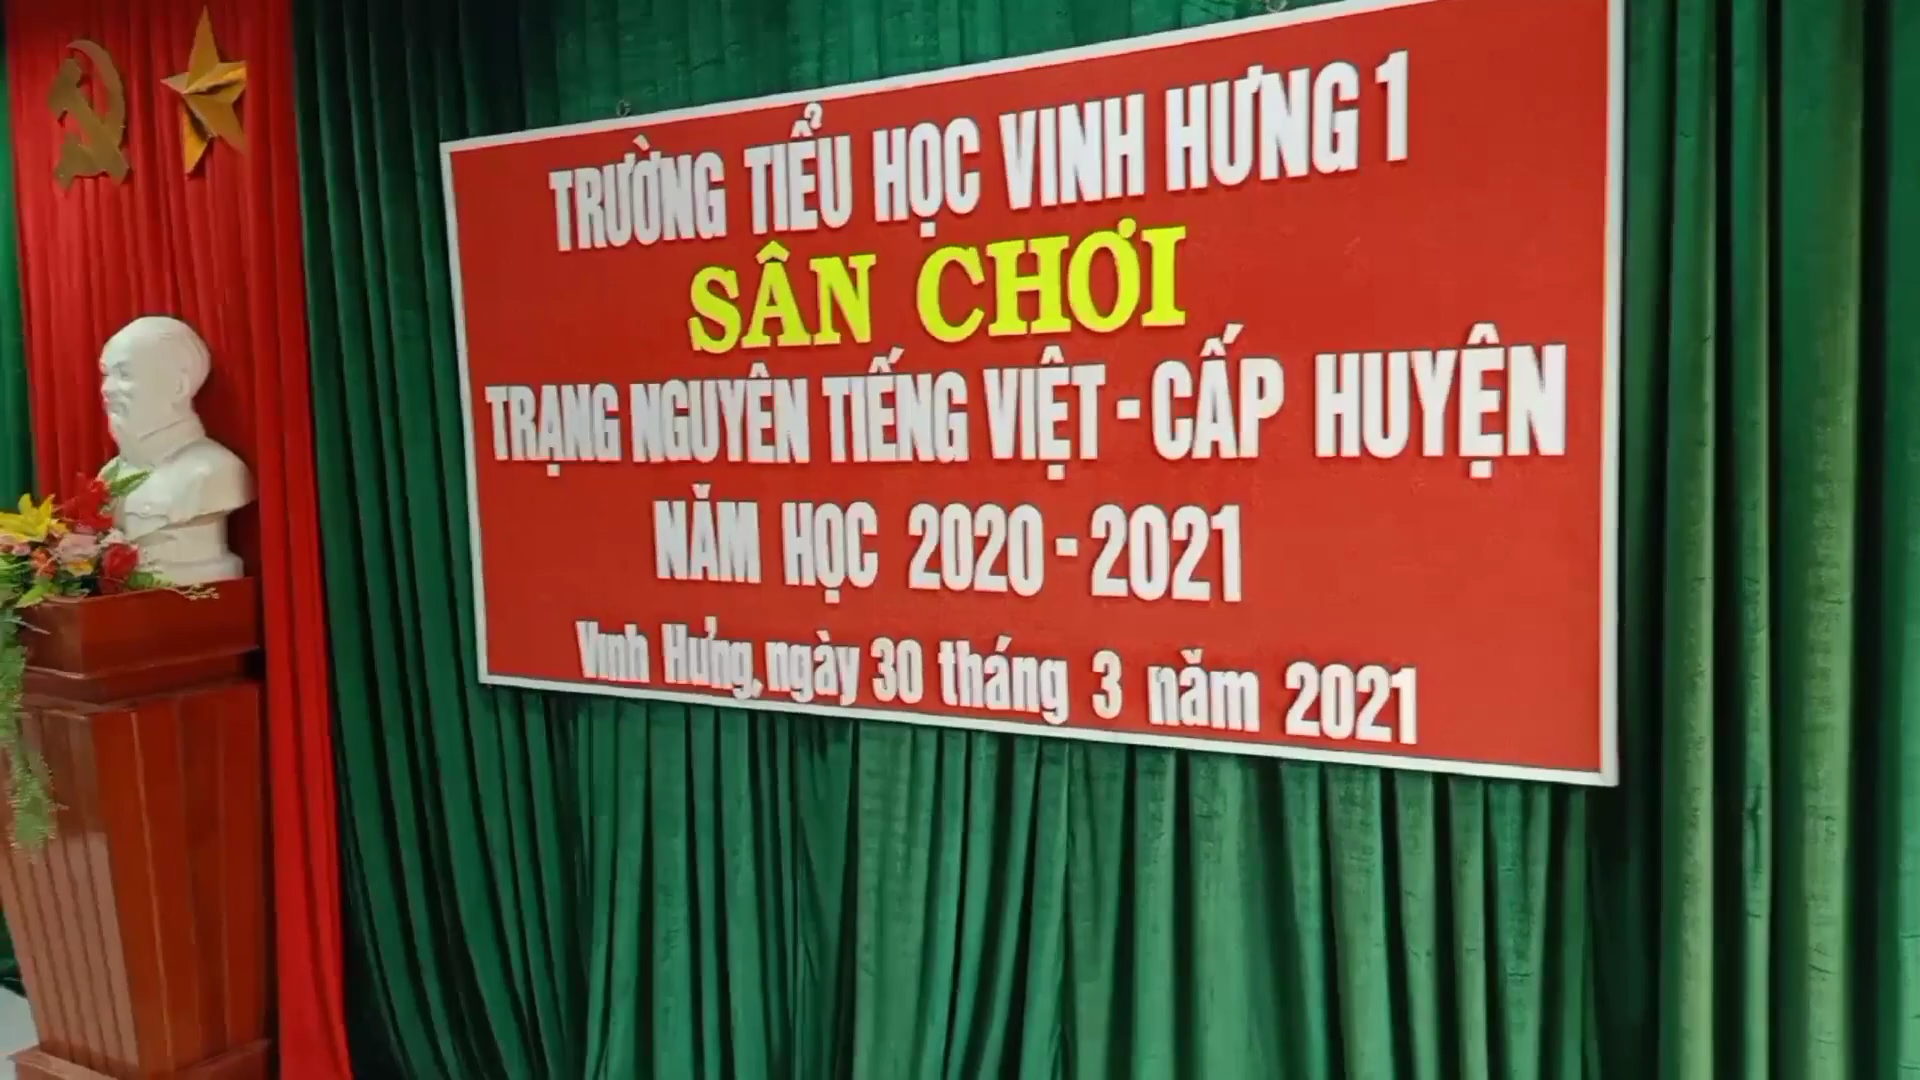 TRƯỜNG TIỂU HỌC VINH HƯNG 1
SÂN CHƠI
TRẠNG NGUYÊN TIẾNG VIỆT - CẤP HUYỆN
NĂM HỌC 2020 - 2021
Vinh Hưng, ngày 30 tháng 3 năm 2021